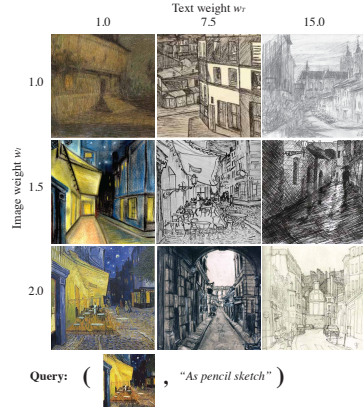 Text weight wT
1.0 7.5 15.0
Image weight wI
1.0
1.5
2.0
Query: ( , "As pencil sketch" )